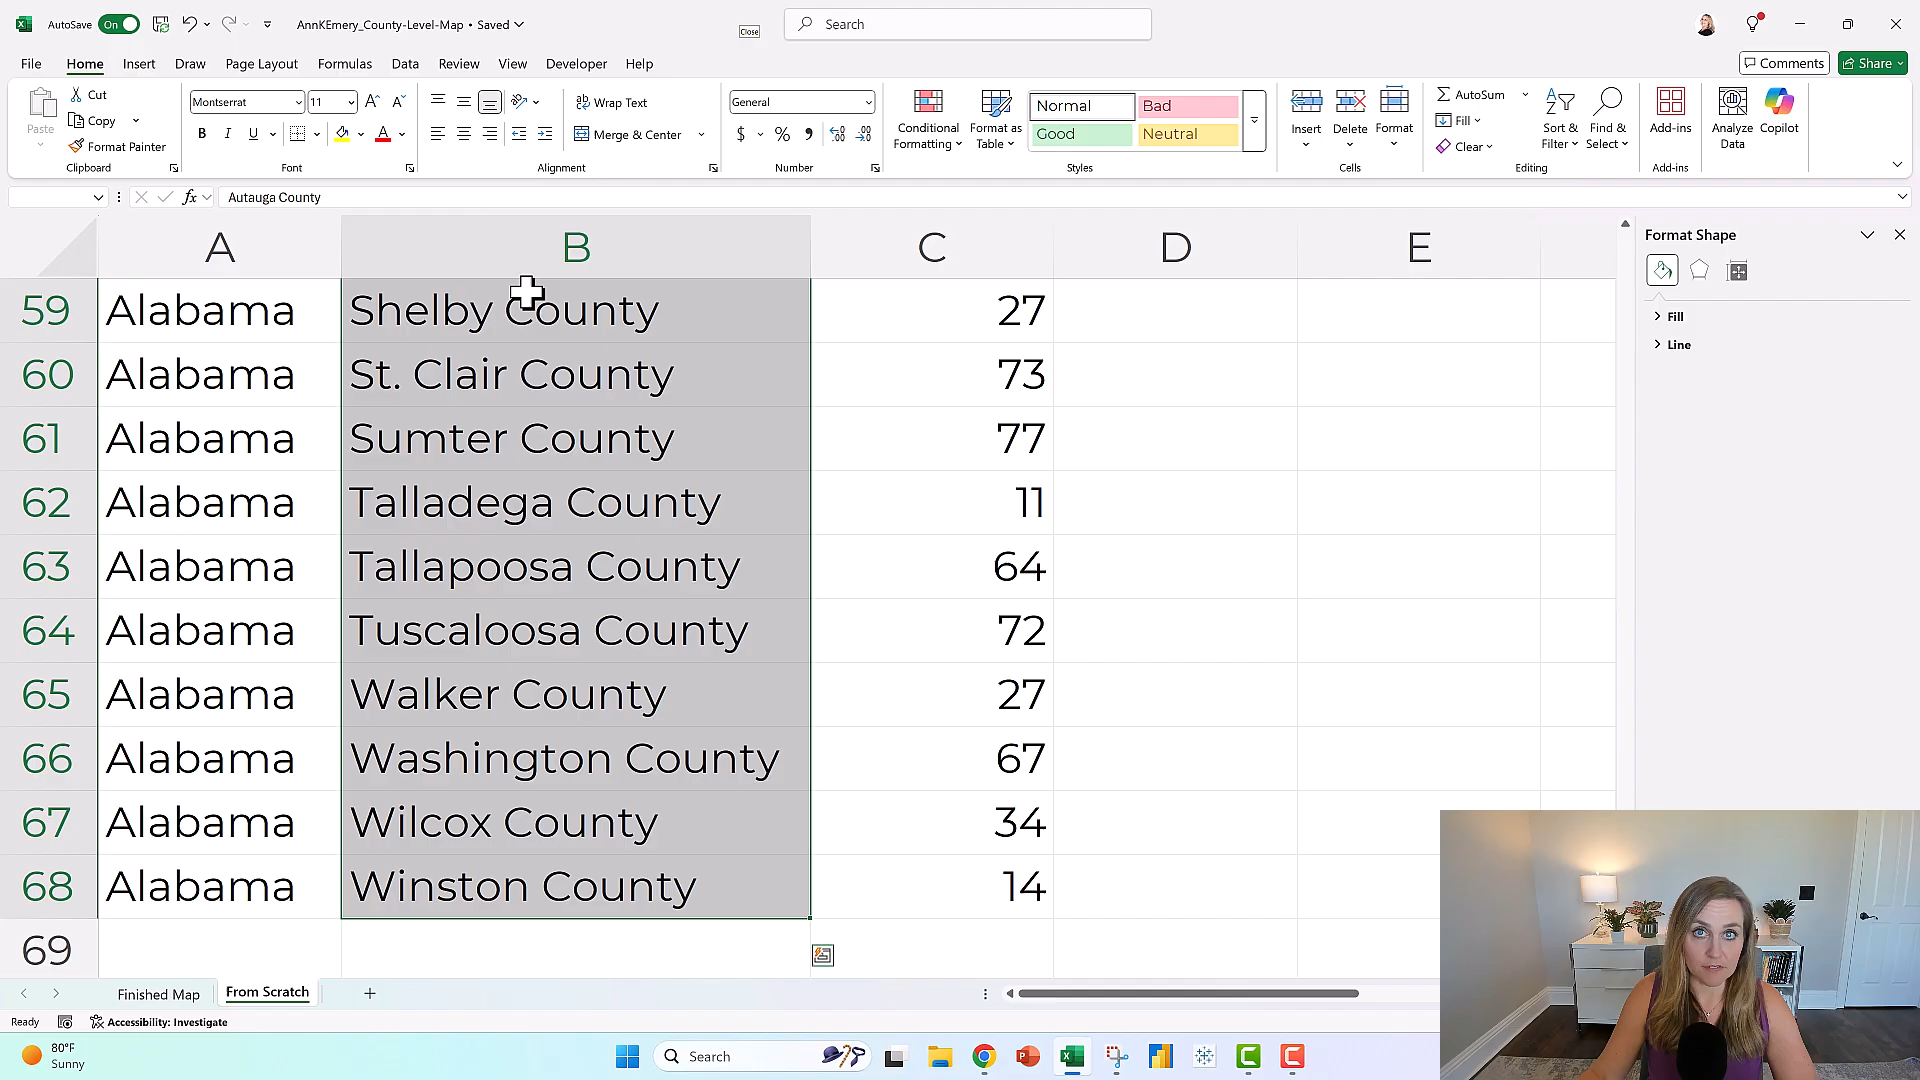 AutoSave On AnnKEmery_County-Level-Map • Saved Close Search
File Home Insert Draw Page Layout Formulas Data Review View Developer Help Comments Share
Paste Cut Copy Format Painter
Clipboard
Montserrat 11
B I U A
Font
ab Wrap Text
Merge & Center
Alignment
General
$ %
Number
Conditional Formatting Format as Table
Normal Bad
Good Neutral
Styles
Insert Delete Format
Cells
AutoSum
Fill
Clear
Sort & Filter Find & Select
Editing
Add-ins
Add-ins
Analyze Data Copilot
fx Autauga County
A B C D E
59 Alabama Shelby County 27
60 Alabama St. Clair County 73
61 Alabama Sumter County 77
62 Alabama Talladega County 11
63 Alabama Tallapoosa County 64
64 Alabama Tuscaloosa County 72
65 Alabama Walker County 27
66 Alabama Washington County 67
67 Alabama Wilcox County 34
68 Alabama Winston County 14
69
Format Shape
Fill
Line
Finished Map From Scratch
Ready Accessibility: Investigate
80°F
Sunny
Search